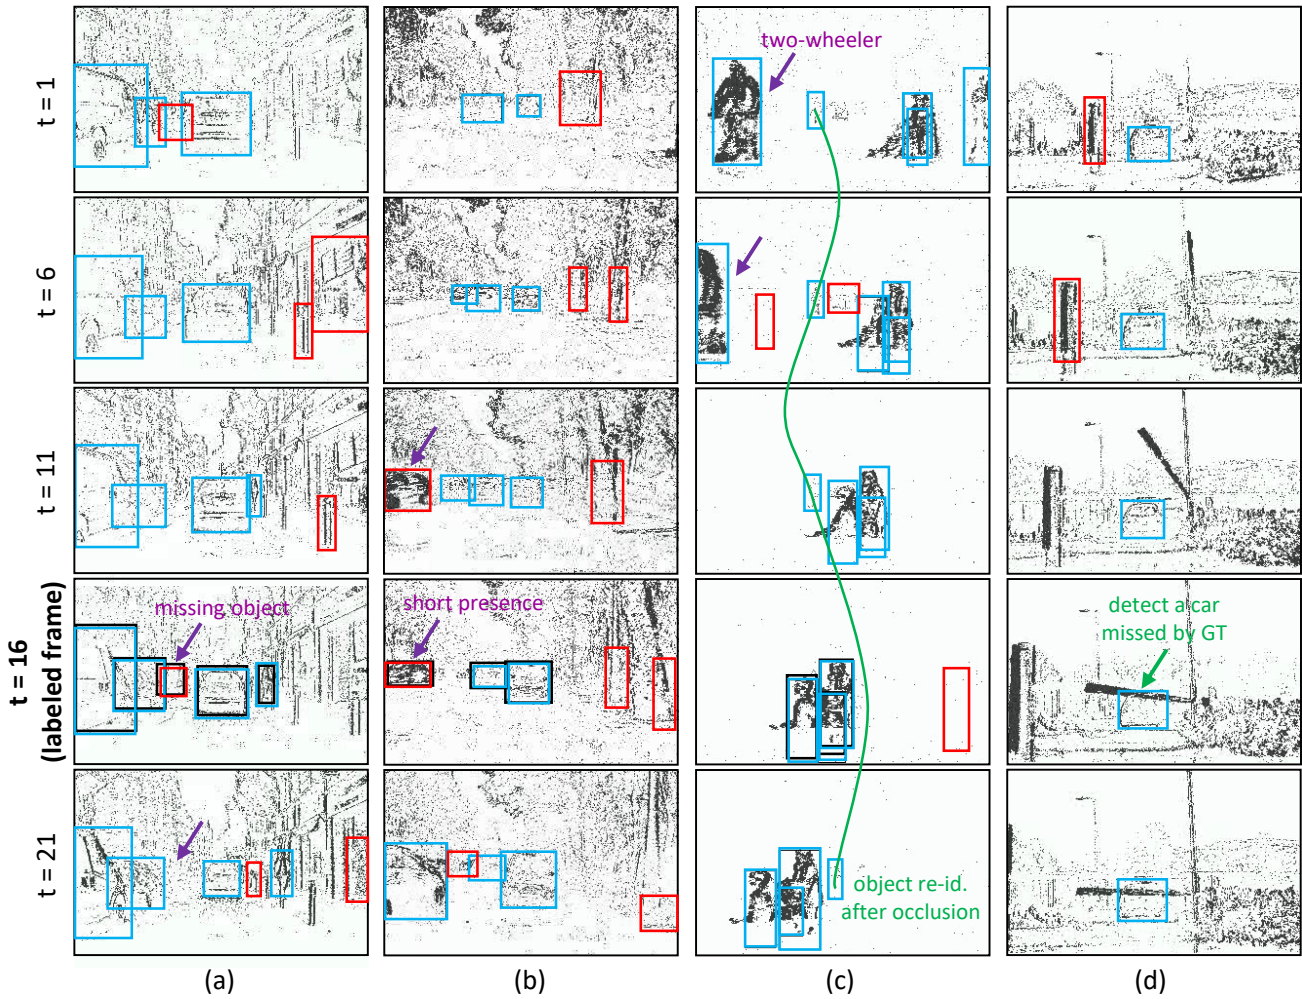 t = 1
two-wheeler
t = 6
t = 11
t = 16
(labeled frame)
missing object
short presence
detect a car
missed by GT
t = 21
object re-id.
after occlusion
(a)
(b)
(c)
(d)